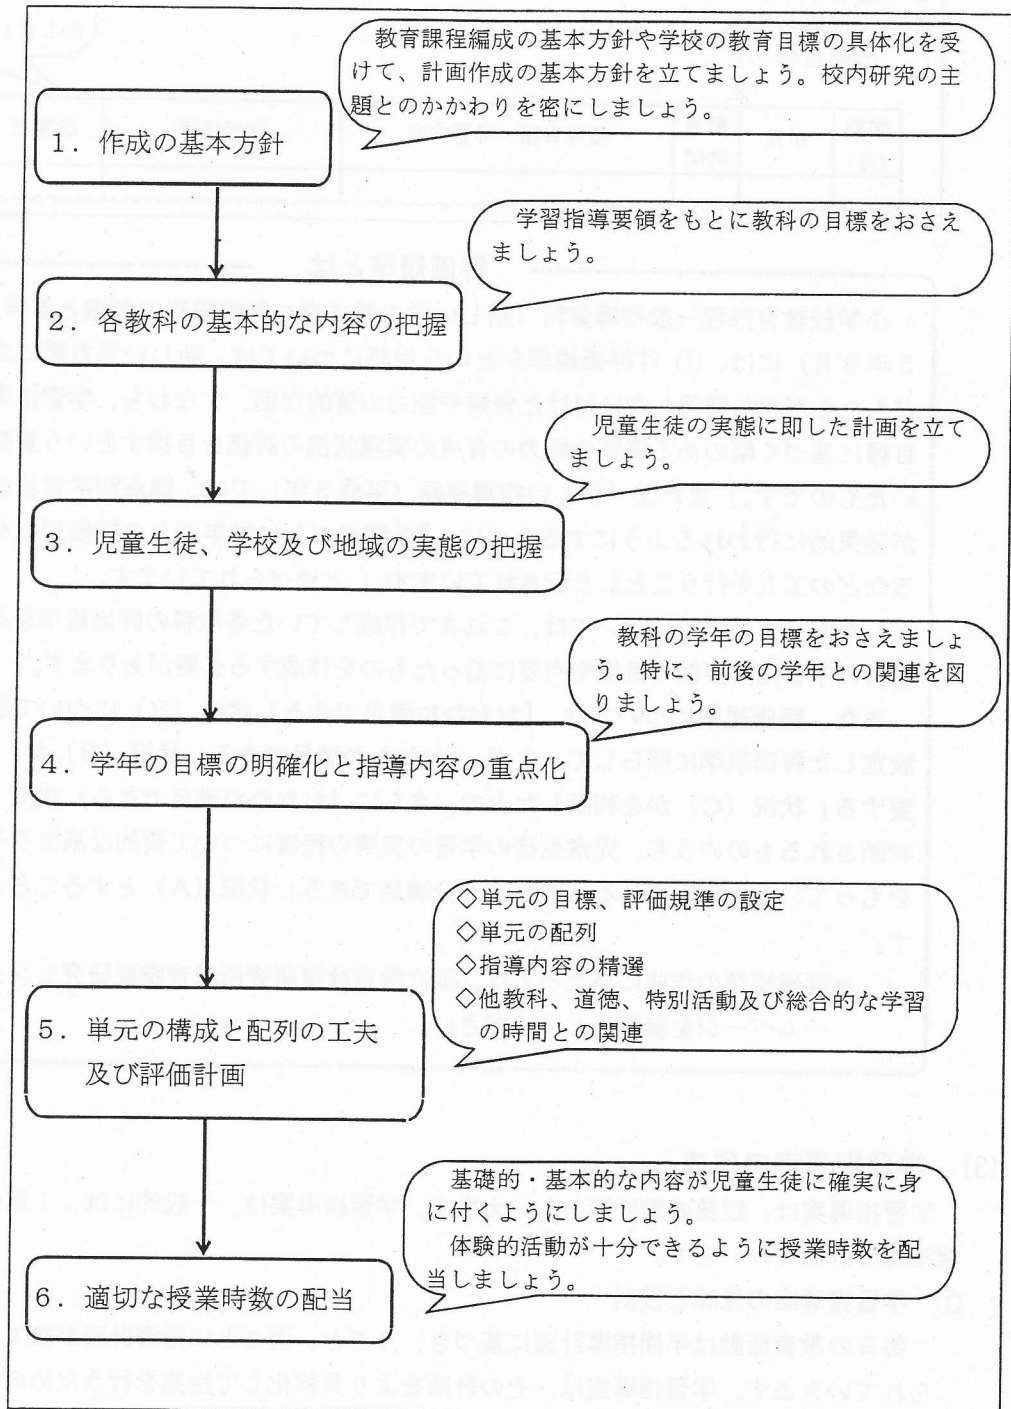 教育課程編成の基本方針や学校の教育目標の具体化を受
けて、計画作成の基本方針を立てましょう。校内研究の主
題とのかかわりを密にしましょう。
1．作成の基本方針
学習指導要領をもとに教科の目標をおさえ
ましょう。
2．各教科の基本的な内容の把握
児童生徒の実態に即した計画を立て
ましょう。
3．児童生徒、学校及び地域の実態の把握
教科の学年の目標をおさえましょ
う。特に、前後の学年との関連を図
りましょう。
4．学年の目標の明確化と指導内容の重点化
◇単元の目標、評価規準の設定
◇単元の配列
◇指導内容の精選
◇他教科、道徳、特別活動及び総合的な学習
の時間との関連
5．単元の構成と配列の工夫
及び評価計画
基礎的・基本的な内容が児童生徒に確実に身
に付くようにしましょう。
体験的活動が十分できるように授業時数を配
当しましょう。
6．適切な授業時数の配当